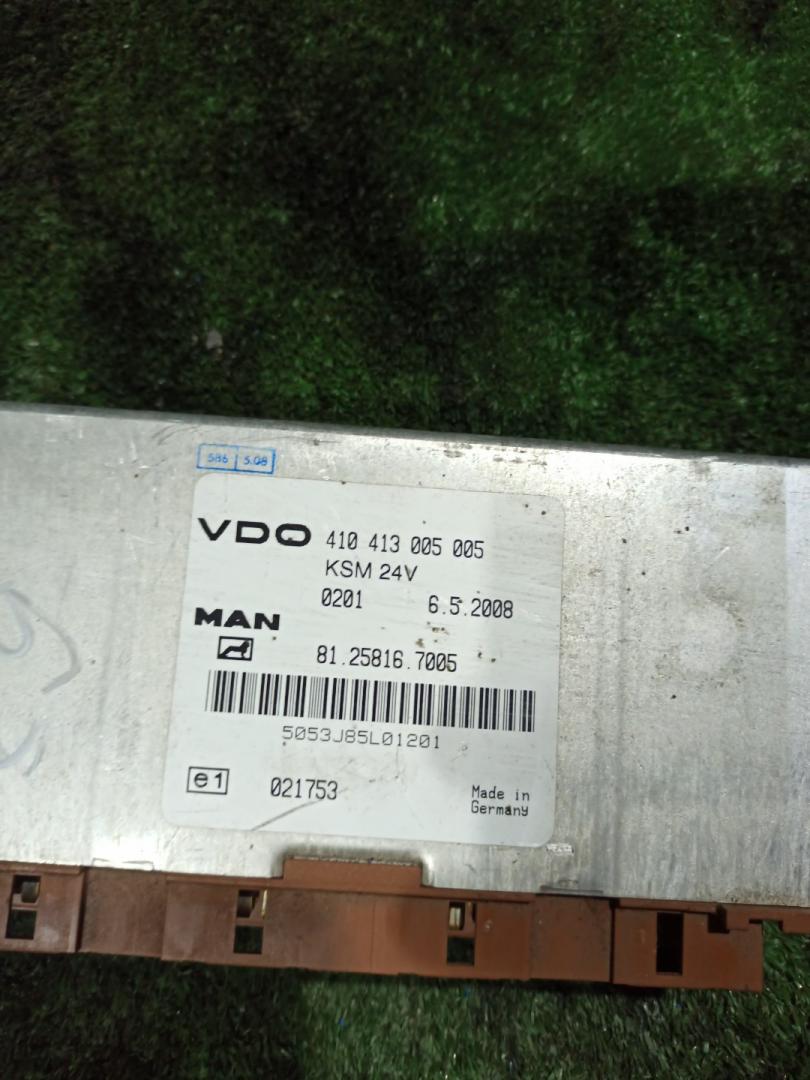 586 5.08
VDO 410 413 005 005
KSM 24V
0201 6.5.2008
MAN
81.25816.7005
5053J85L01201
e1 021753
Made in
Germany